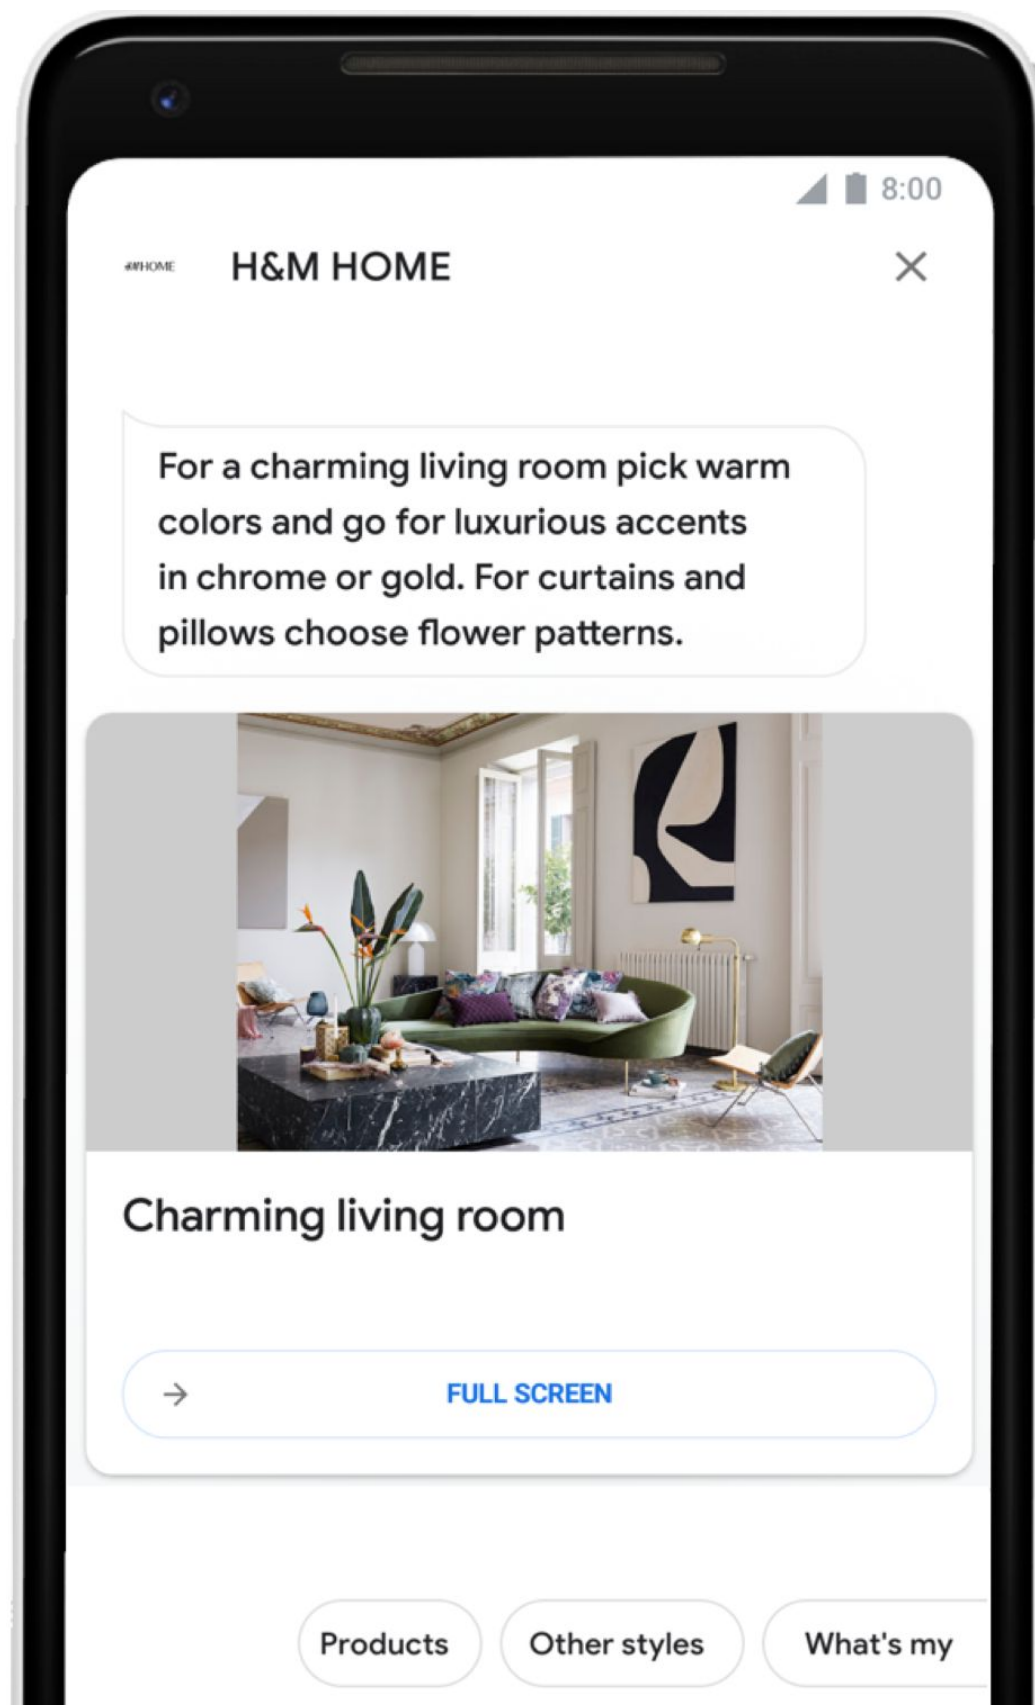 8:00
H&M HOME
H&M HOME
For a charming living room pick warm
colors and go for luxurious accents
in chrome or gold. For curtains and
pillows choose flower patterns.
Charming living room
FULL SCREEN
Products
Other styles
What's my